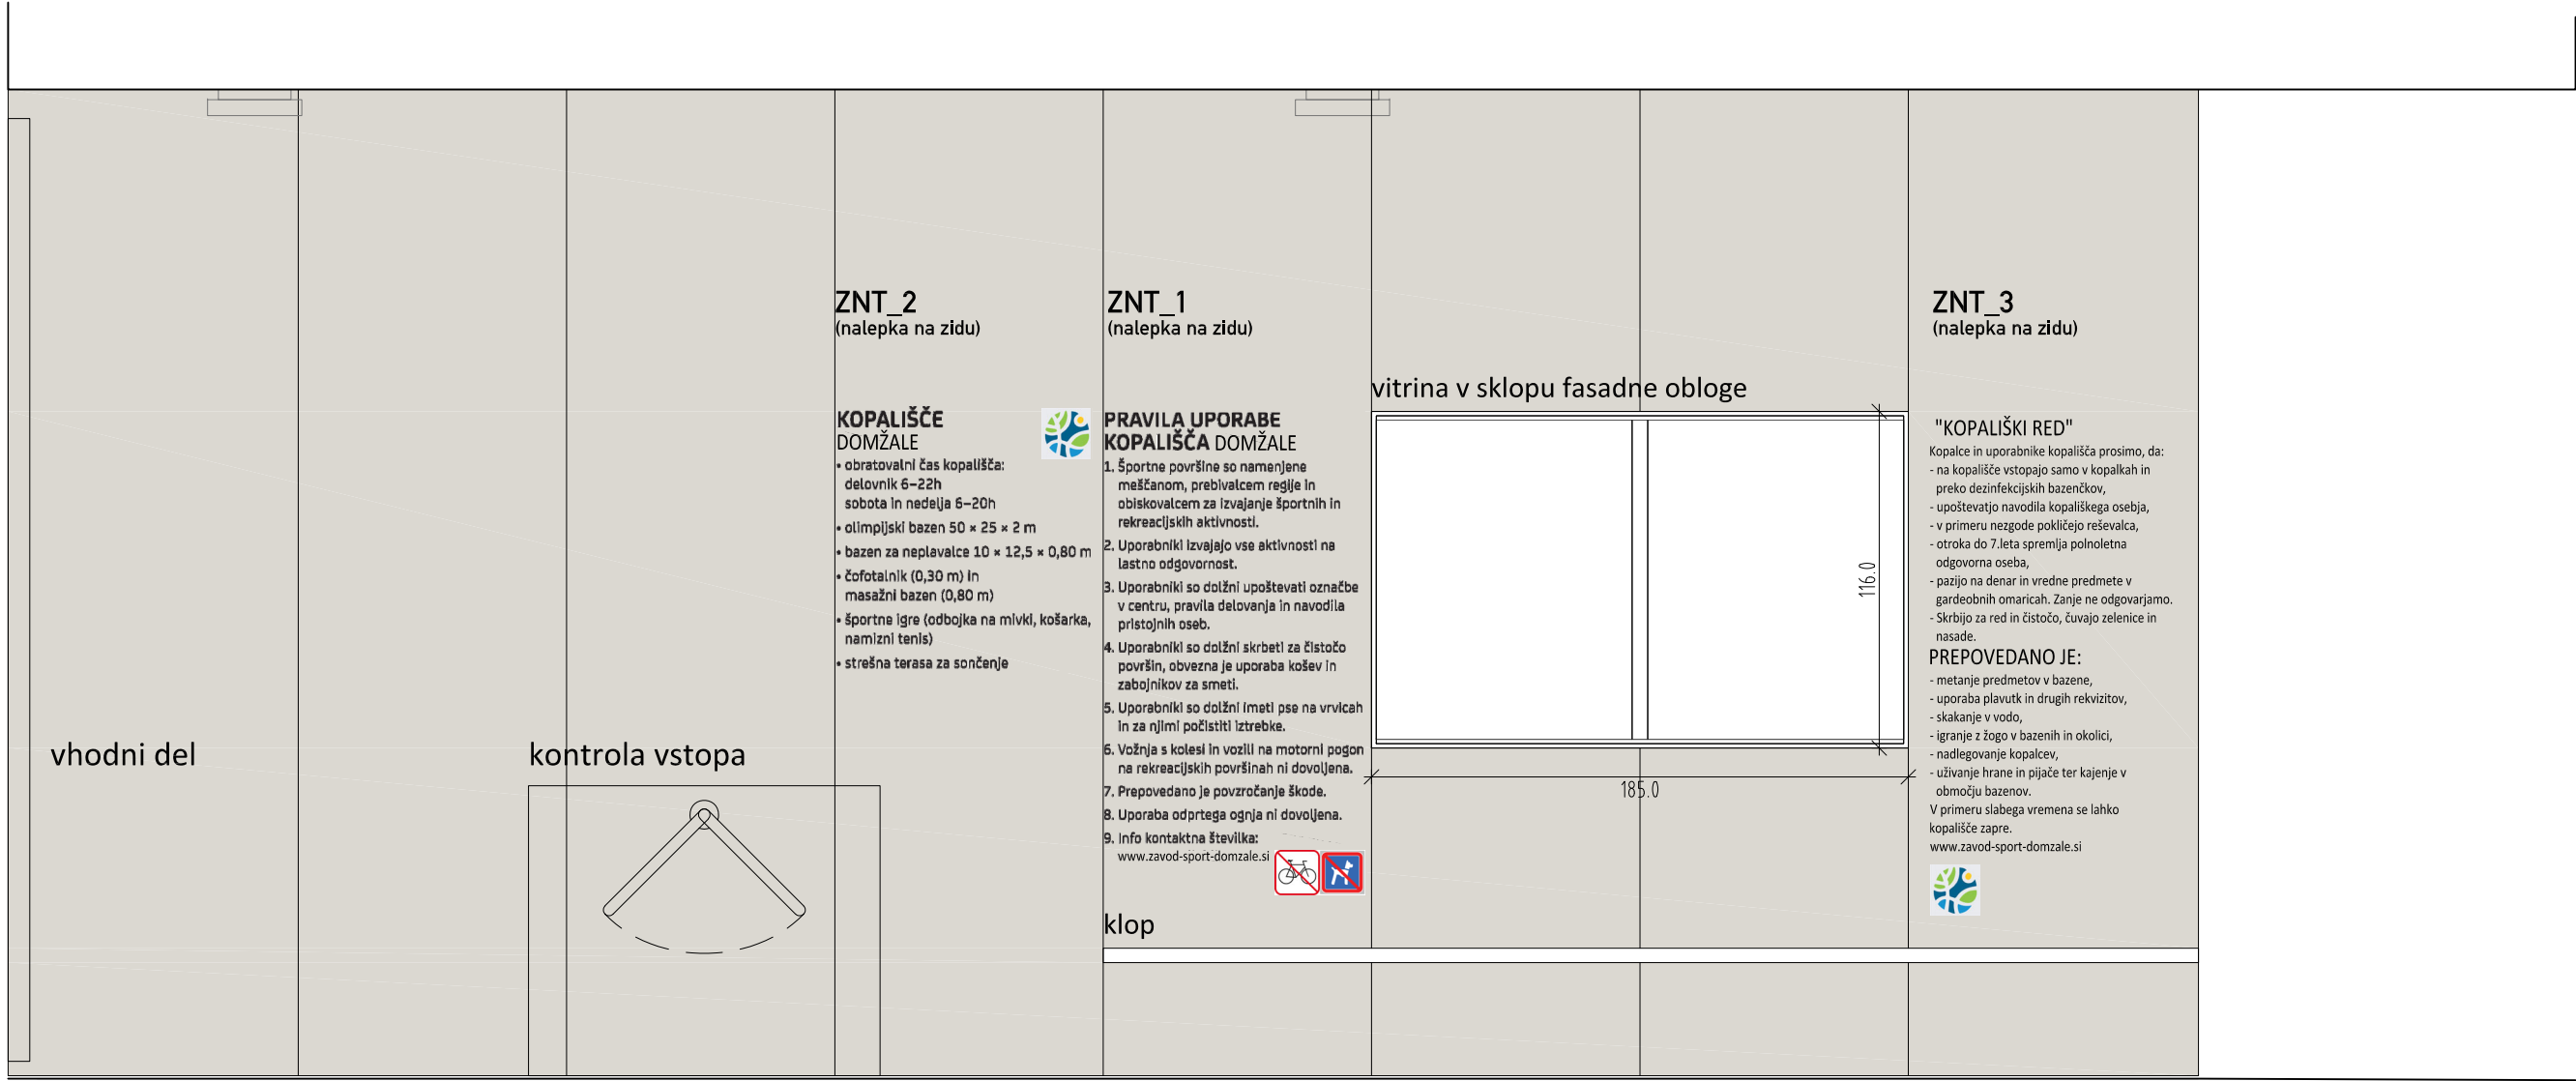 ZNT_2
(nalepka na zidu)
ZNT_1
(nalepka na zidu)
ZNT_3
(nalepka na zidu)
vhodni del
kontrola vstopa
KOPALIŠČE
DOMŽALE
• obratovalni čas kopališča:
delovnik 6–22h
sobota in nedelja 6–20h
• olimpijski bazen 50 × 25 × 2 m
• bazen za neplavalce 10 × 12,5 × 0,80 m
• čofotalnik (0,30 m) in
masažni bazen (0,80 m)
• športne igre (odbojka na mivki, košarka,
namizni tenis)
• strešna terasa za sončenje
PRAVILA UPORABE
KOPALIŠČA DOMŽALE
1. Športne površine so namenjene
meščanom, prebivalcem regije in
obiskovalcem za izvajanje športnih in
rekreacijskih aktivnosti.
2. Uporabniki izvajajo vse aktivnosti na
lastno odgovornost.
3. Uporabniki so dolžni upoštevati označbe
v centru, pravila delovanja in navodila
pristojnih oseb.
4. Uporabniki so dolžni skrbeti za čistočo
površin, obvezna je uporaba košev in
zabojnikov za smeti.
5. Uporabniki so dolžni imeti pse na vrvicah
in za njimi počistiti iztrebke.
6. Vožnja s kolesi in vozili na motorni pogon
na rekreacijskih površinah ni dovoljena.
7. Prepovedano je povzročanje škode.
8. Uporaba odprtega ognja ni dovoljena.
9. Info kontaktna številka:
www.zavod-sport-domzale.si
klop
vitrina v sklopu fasadne obloge
116.0
185.0
"KOPALIŠKI RED"
Kopalce in uporabnike kopališča prosimo, da:
- na kopališče vstopajo samo v kopalkah in
preko dezinfekcijskih bazenčkov,
- upoštevatjo navodila kopališkega osebja,
- v primeru nezgode pokličejo reševalca,
- otroka do 7.leta spremlja polnoletna
odgovorna oseba,
- pazijo na denar in vredne predmete v
gardeobnih omaricah. Zanje ne odgovarjamo.
- Skrbijo za red in čistočo, čuvajo zelenice in
nasade.
PREPOVEDANO JE:
- metanje predmetov v bazene,
- uporaba plavutk in drugih rekvizitov,
- skakanje v vodo,
- igranje z žogo v bazenih in okolici,
- nadlegovanje kopalcev,
- uživanje hrane in pijače ter kajenje v
območju bazenov.
V primeru slabega vremena se lahko
kopališče zapre.
www.zavod-sport-domzale.si